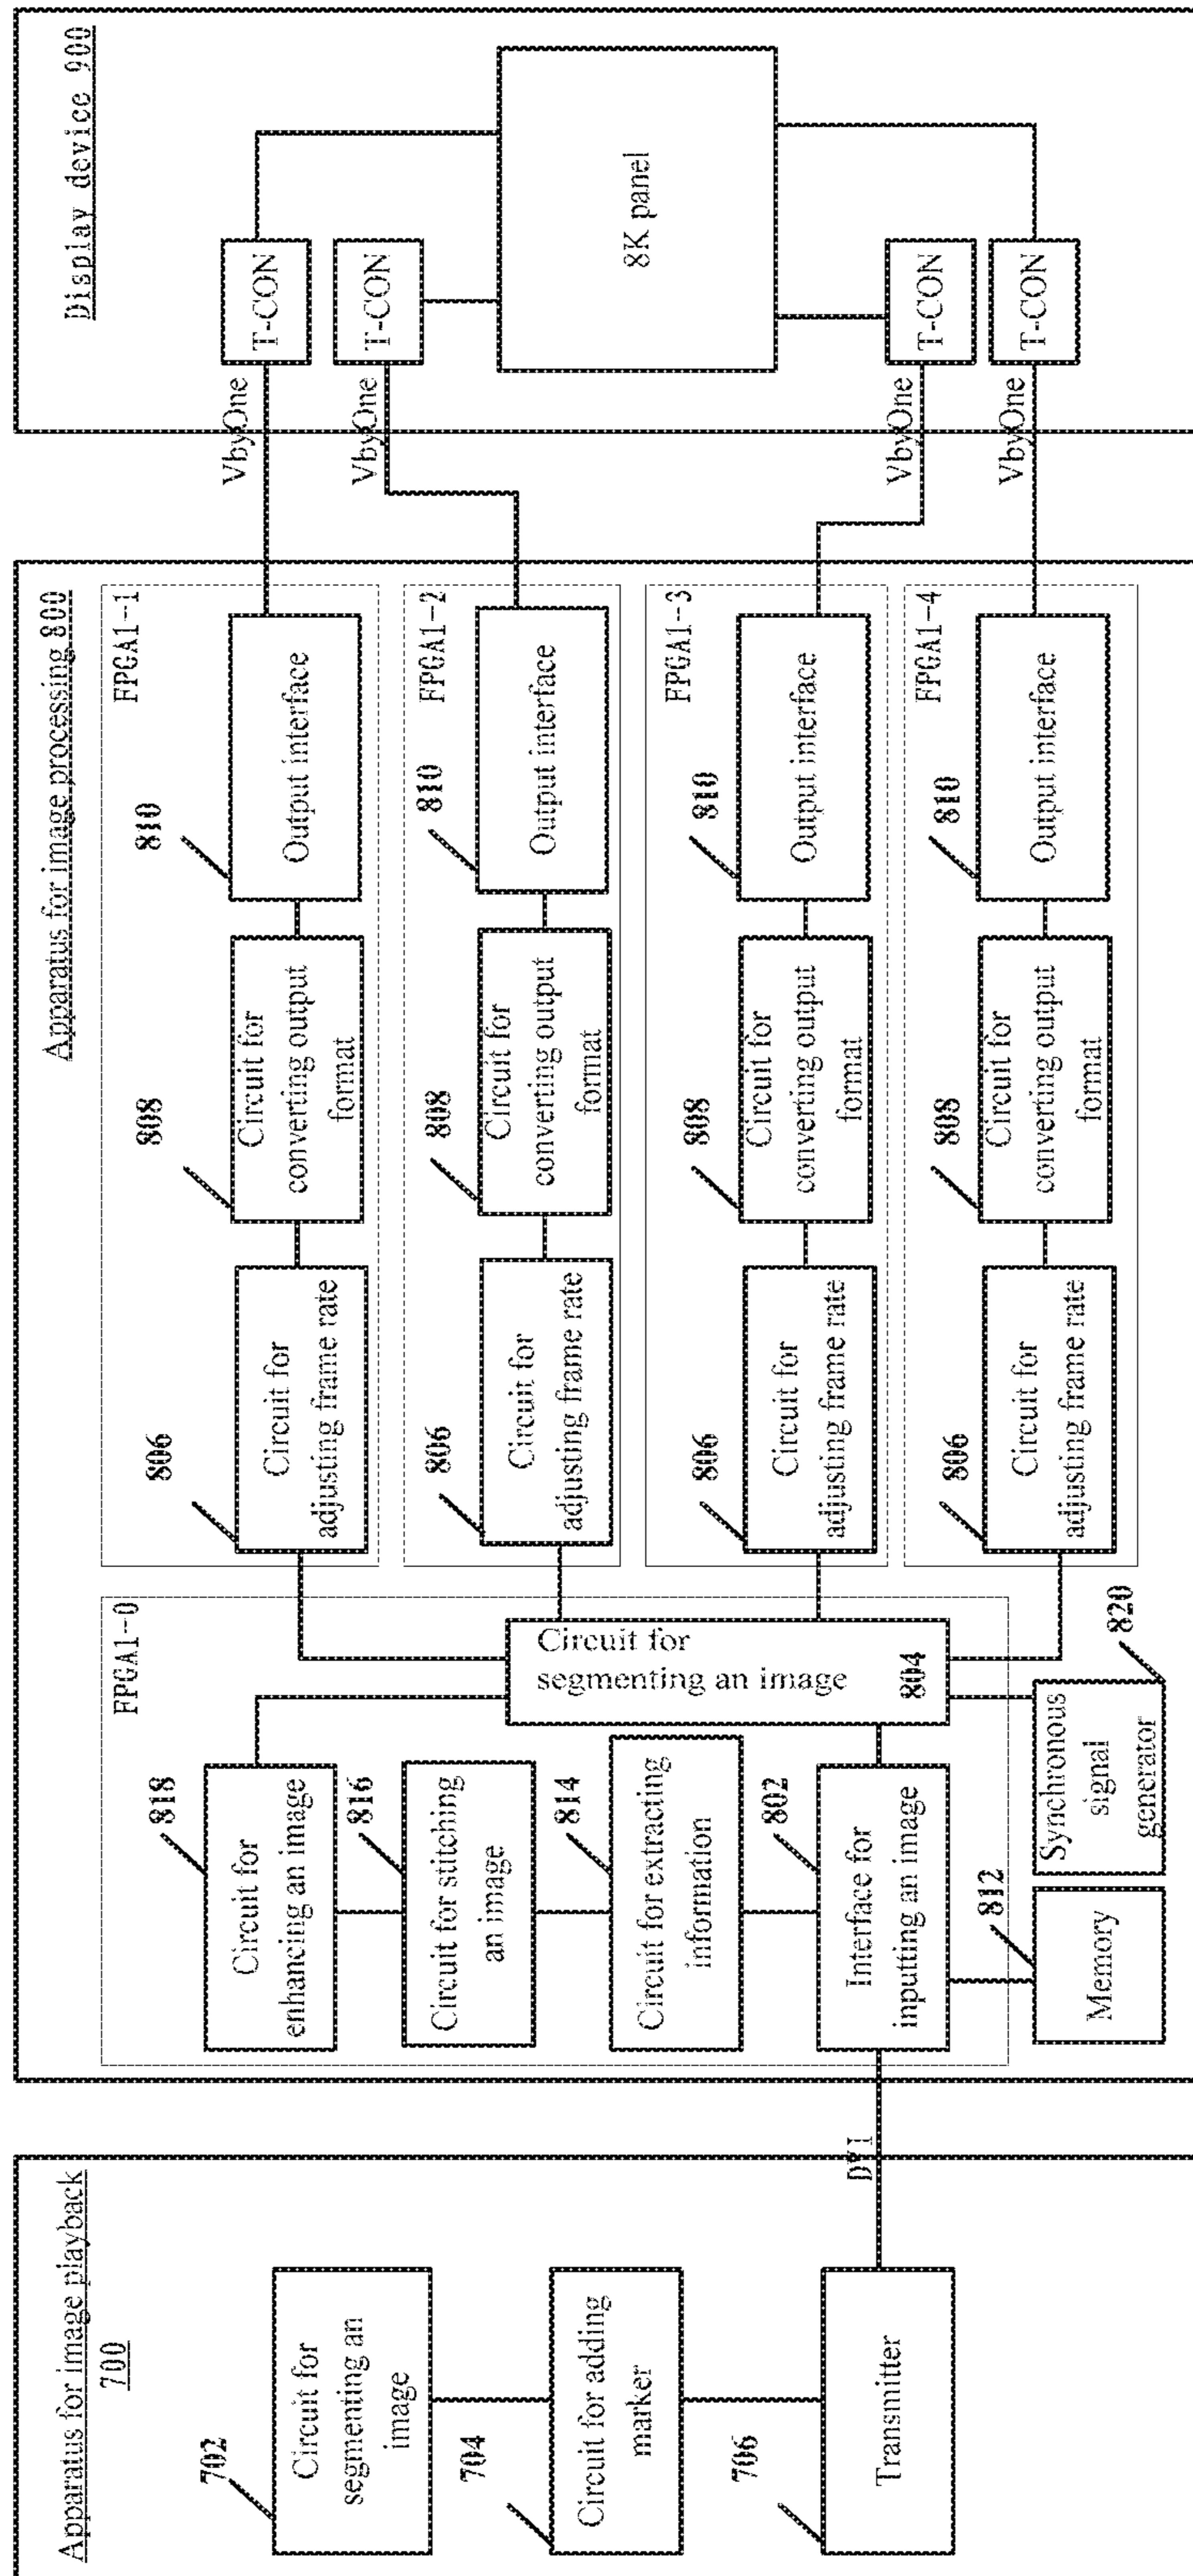 Apparatus for image playback
700
702
Circuit for
segmenting an
image
704
Circuit for adding
marker
706
Transmitter
DVI
Apparatus for image processing 800
FPGA1-0
818
Circuit for
enhancing an image
816
Circuit for stitching
an image
814
Circuit for extracting
information
802
Interface for
inputting an image
812
Memory
Circuit for
segmenting an image
804
820
Synchronous
signal
generator
FPGA1-1
806
Circuit for
adjusting frame rate
808
Circuit for
converting output
format
810
Output interface
FPGA1-2
806
Circuit for
adjusting frame rate
808
Circuit for
converting output
format
810
Output interface
FPGA1-3
806
Circuit for
adjusting frame rate
808
Circuit for
converting output
format
810
Output interface
FPGA1-4
806
Circuit for
adjusting frame rate
808
Circuit for
converting output
format
810
Output interface
Display device 900
VbyOne
T-CON
VbyOne
T-CON
8K panel
VbyOne
T-CON
VbyOne
T-CON